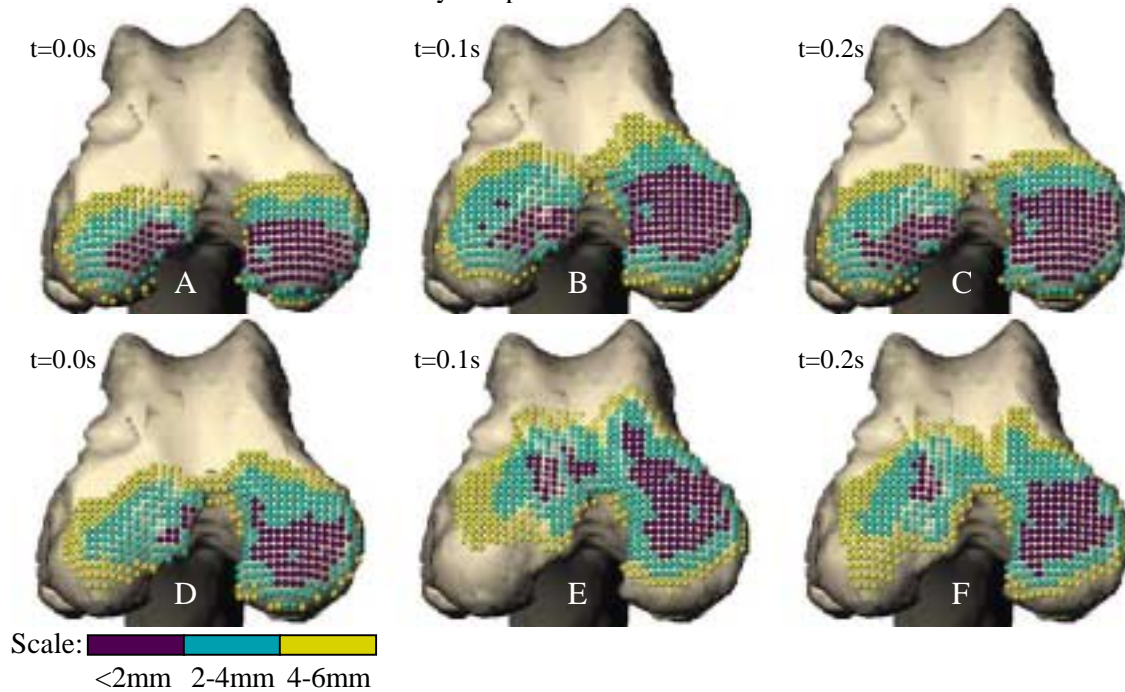 t=0.0s
t=0.1s
t=0.2s
A
B
C
t=0.0s
t=0.1s
t=0.2s
D
E
F
Scale:
<2mm 2-4mm 4-6mm